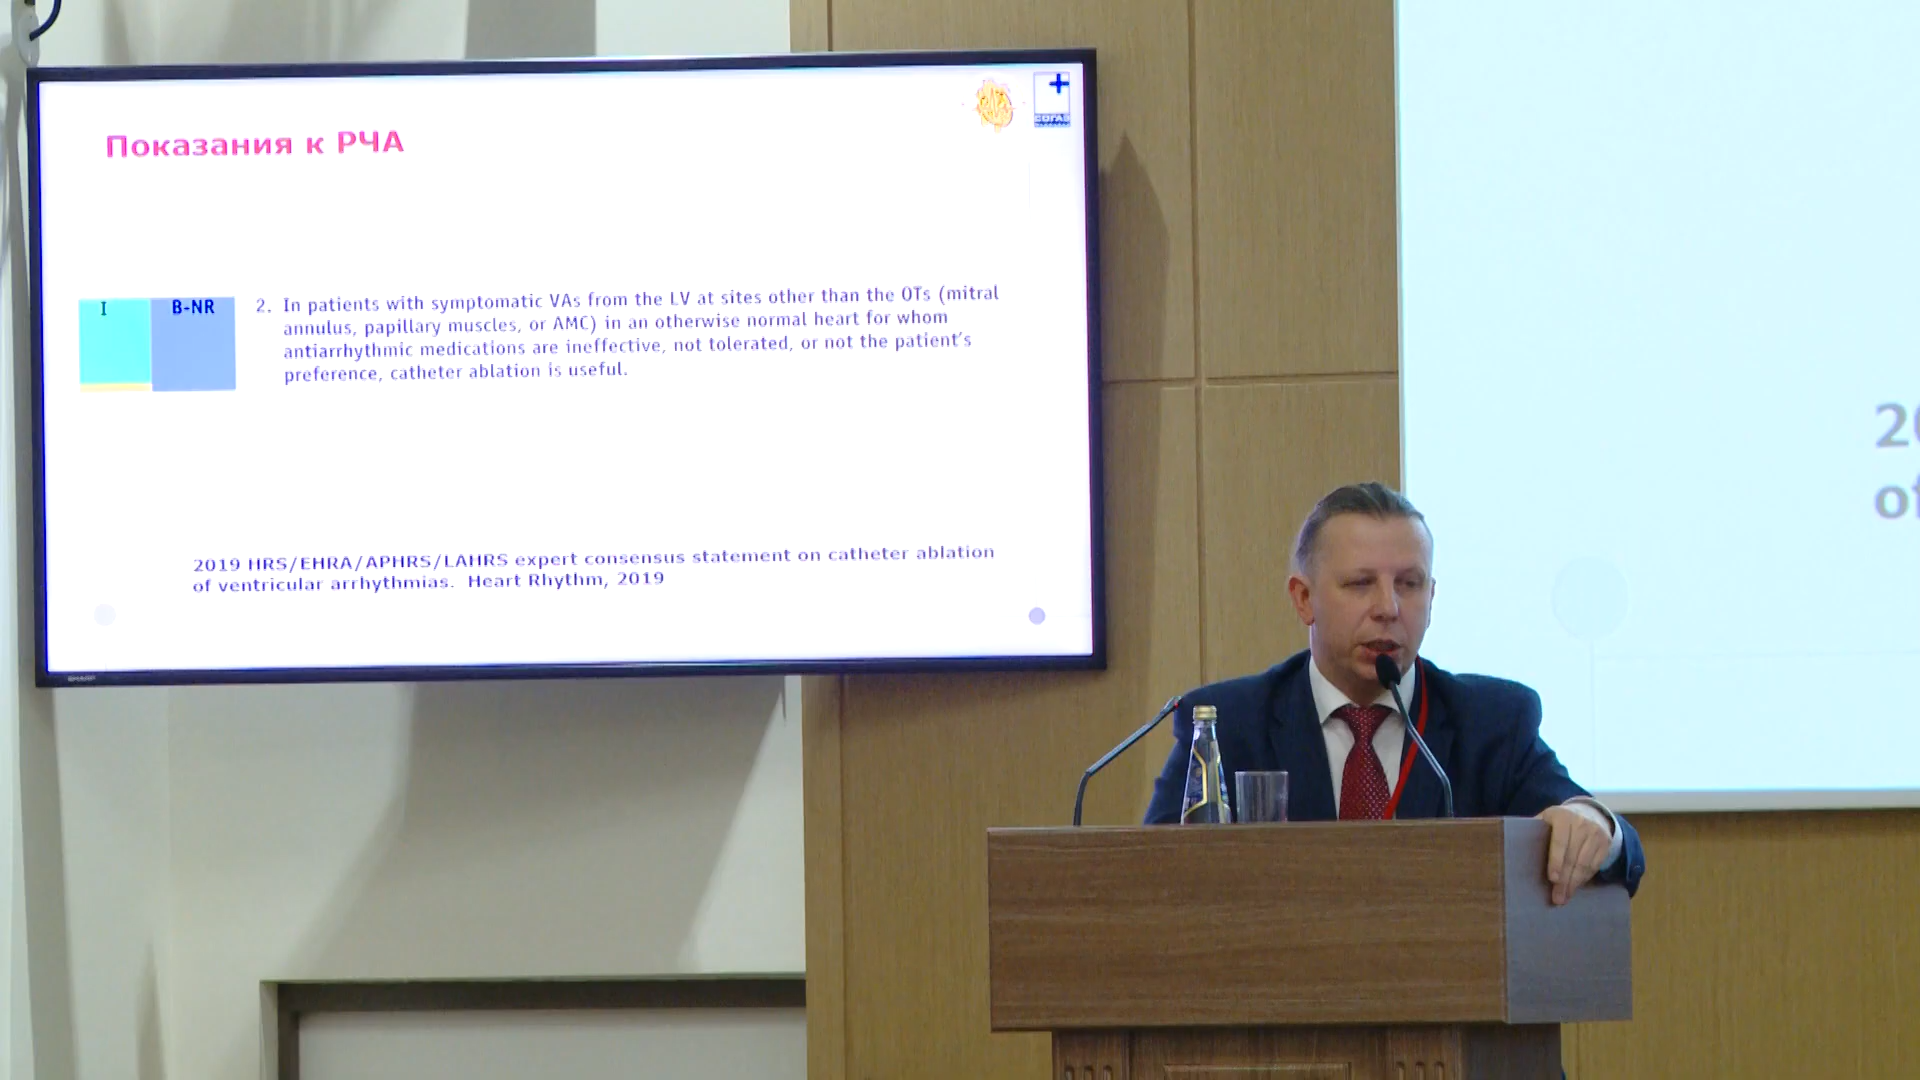 Показания к РЧА
СОГАЗ
I B-NR
2. In patients with symptomatic VAs from the LV at sites other than the OTs (mitral
annulus, papillary muscles, or AMC) in an otherwise normal heart for whom
antiarrhythmic medications are ineffective, not tolerated, or not the patient's
preference, catheter ablation is useful.
2019 HRS/EHRA/APHRS/LAHRS expert consensus statement on catheter ablation
of ventricular arrhythmias. Heart Rhythm, 2019
SHARP
20
of